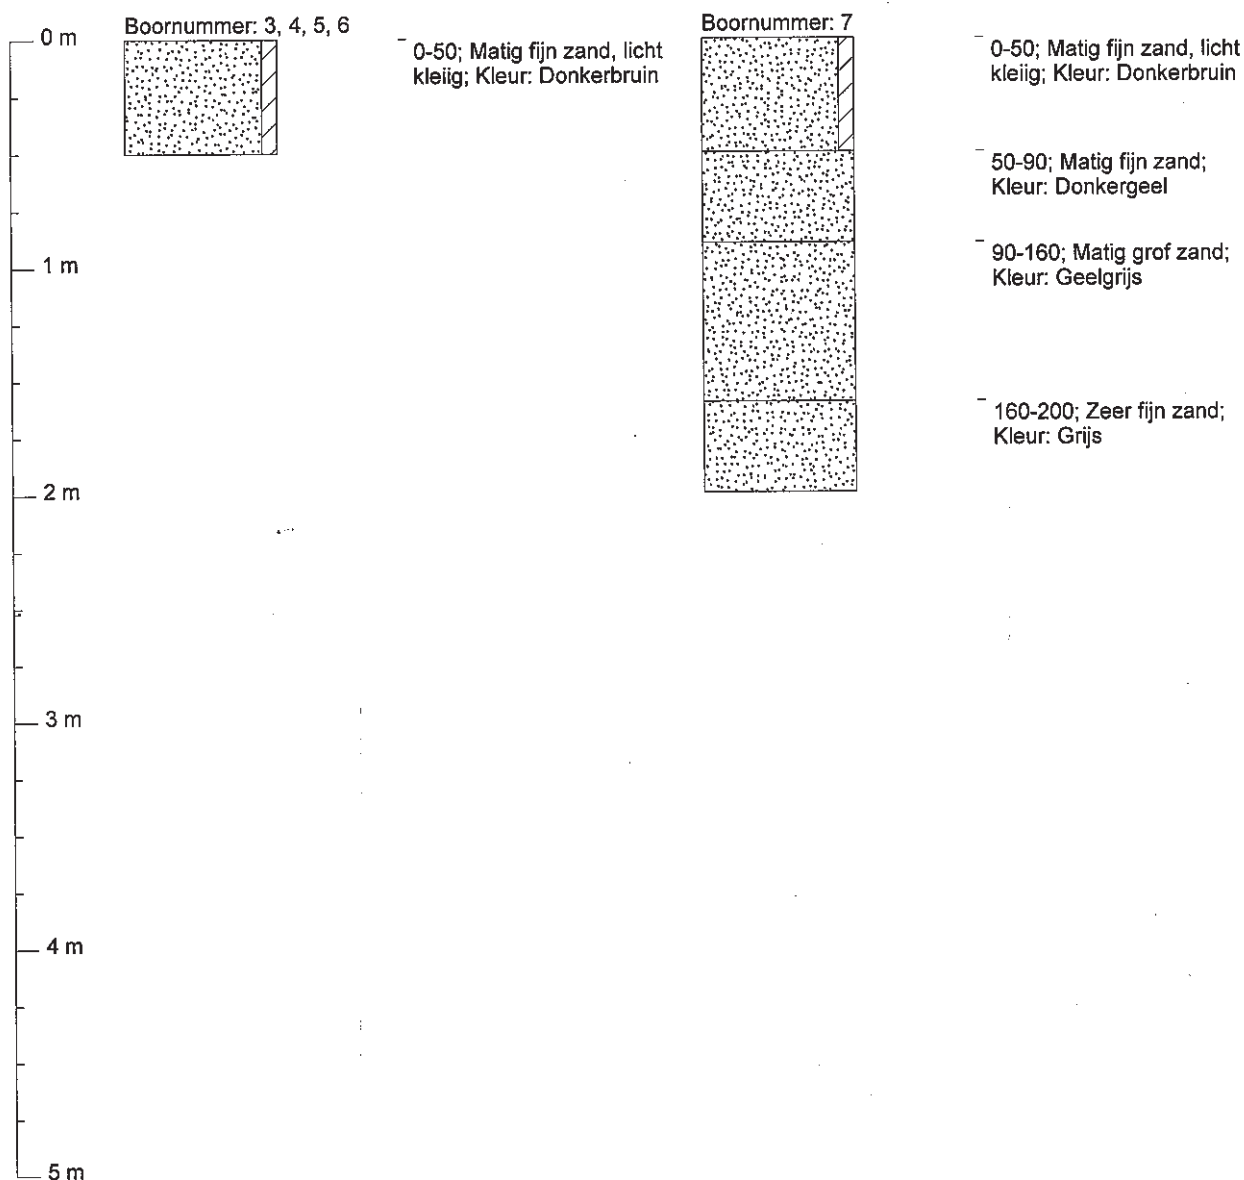 0 m
1 m
2 m
3 m
4 m
5 m
Boornummer: 3, 4, 5, 6
0-50; Matig fijn zand, licht
kleiig; Kleur: Donkerbruin
Boornummer: 7
0-50; Matig fijn zand, licht
kleiig; Kleur: Donkerbruin
50-90; Matig fijn zand;
Kleur: Donkergeel
90-160; Matig grof zand;
Kleur: Geelgrijs
160-200; Zeer fijn zand;
Kleur: Grijs